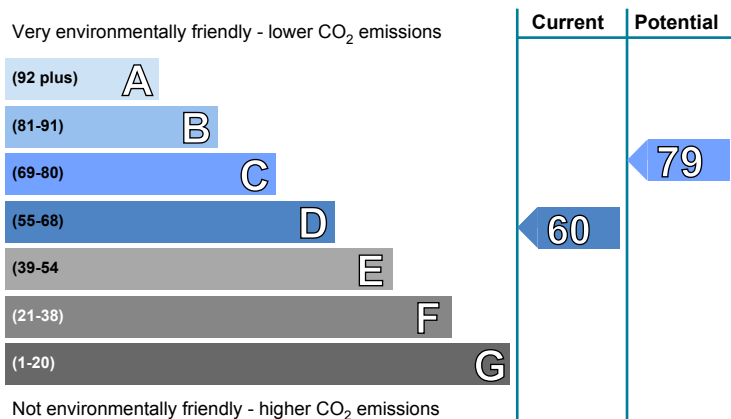 Current Potential
Very environmentally friendly - lower CO₂ emissions
(92 plus) A
(81-91) B
(69-80) C
79
(55-68) D
60
(39-54 E
(21-38) F
(1-20) G
Not environmentally friendly - higher CO₂ emissions